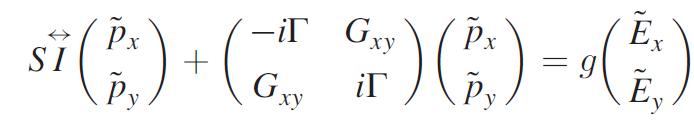 $S\overset{\leftrightarrow}{I}\begin{pmatrix}\tilde{p}_x\\ \tilde{p}_y\end{pmatrix}+\begin{pmatrix}-i\Gamma & G_{xy}\\ G_{xy} & i\Gamma\end{pmatrix}\begin{pmatrix}\tilde{p}_x\\ \tilde{p}_y\end{pmatrix}=g\begin{pmatrix}\tilde{E}_x\\ \tilde{E}_y\end{pmatrix}$